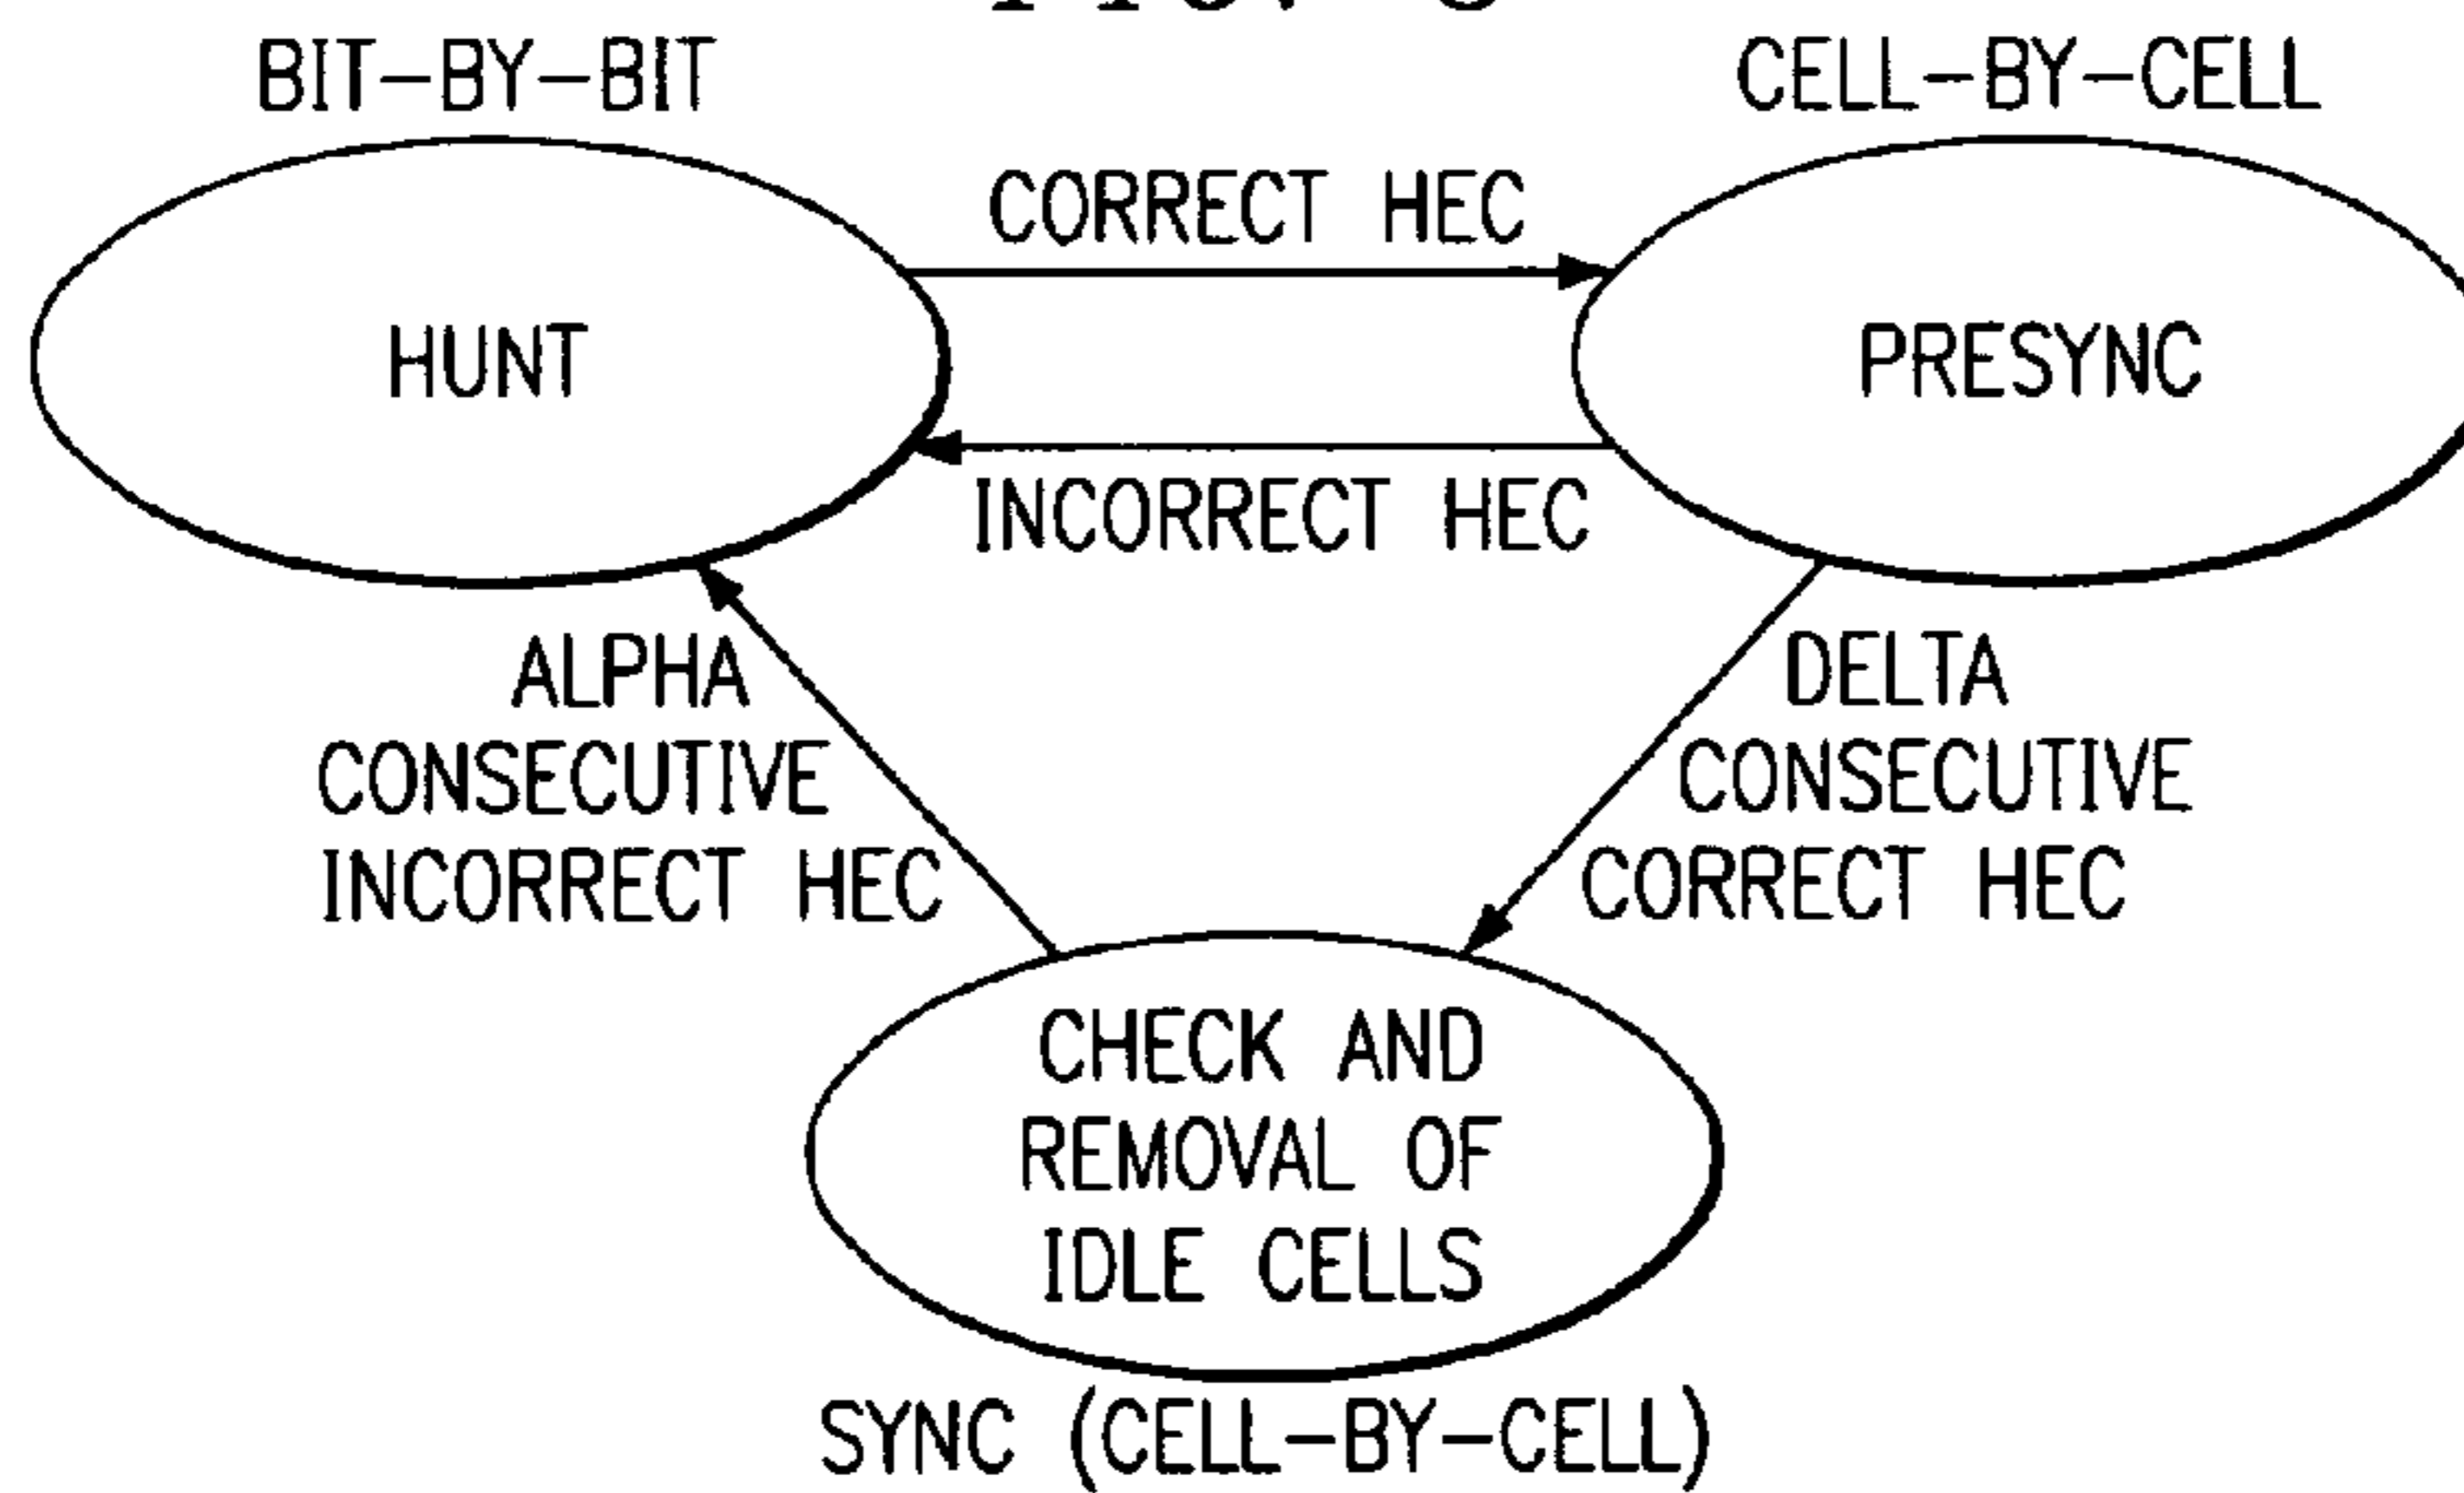 BIT-BY-BIT
CELL-BY-CELL
CORRECT HEC
HUNT
PRESYNC
INCORRECT HEC
ALPHA
CONSECUTIVE
INCORRECT HEC
DELTA
CONSECUTIVE
CORRECT HEC
CHECK AND
REMOVAL OF
IDLE CELLS
SYNC (CELL-BY-CELL)